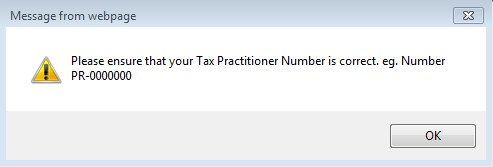 Message from webpage
Please ensure that your Tax Practitioner Number is correct. eg. Number
PR-0000000
OK